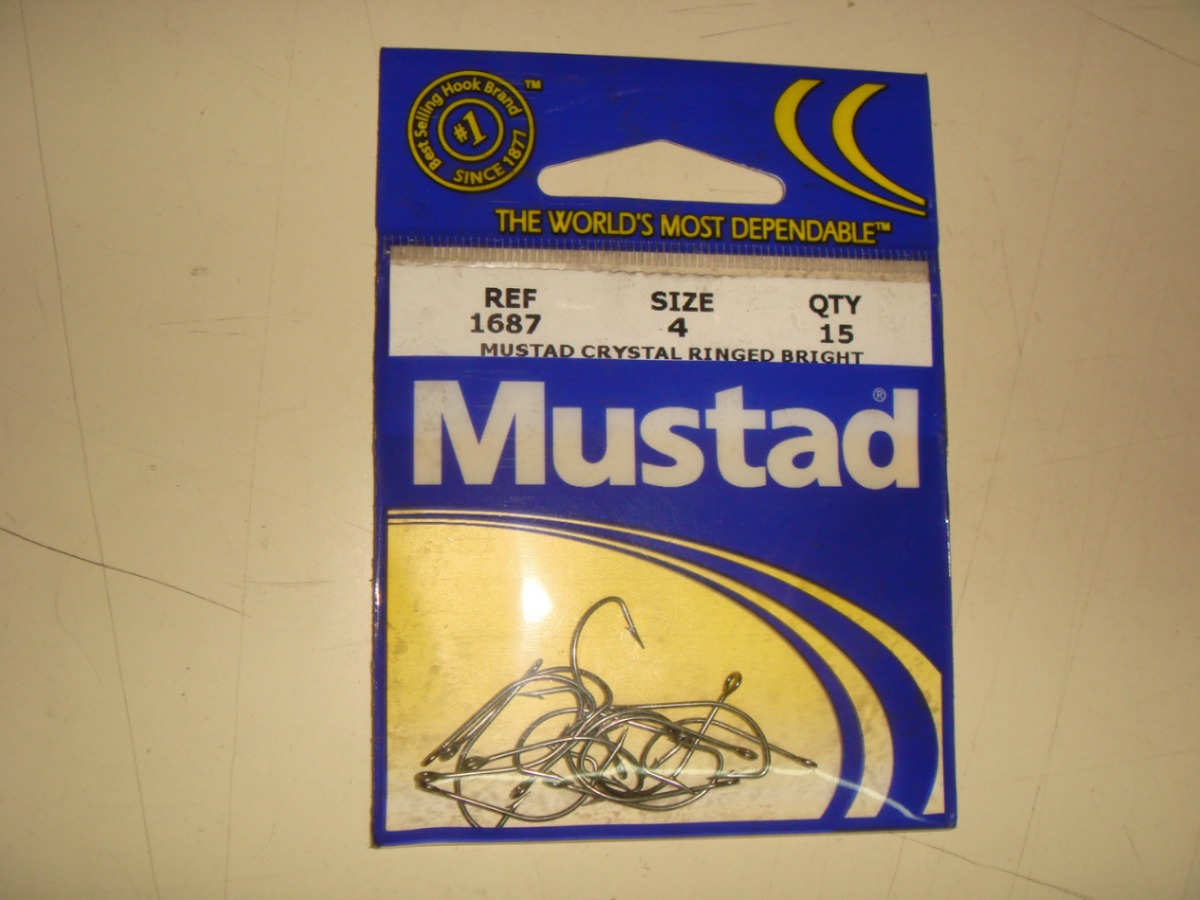 Best Selling Hook Brand ™
#1
SINCE 1877
THE WORLD'S MOST DEPENDABLE™
REF SIZE QTY
1687 4 15
MUSTAD CRYSTAL RINGED BRIGHT
Mustad®